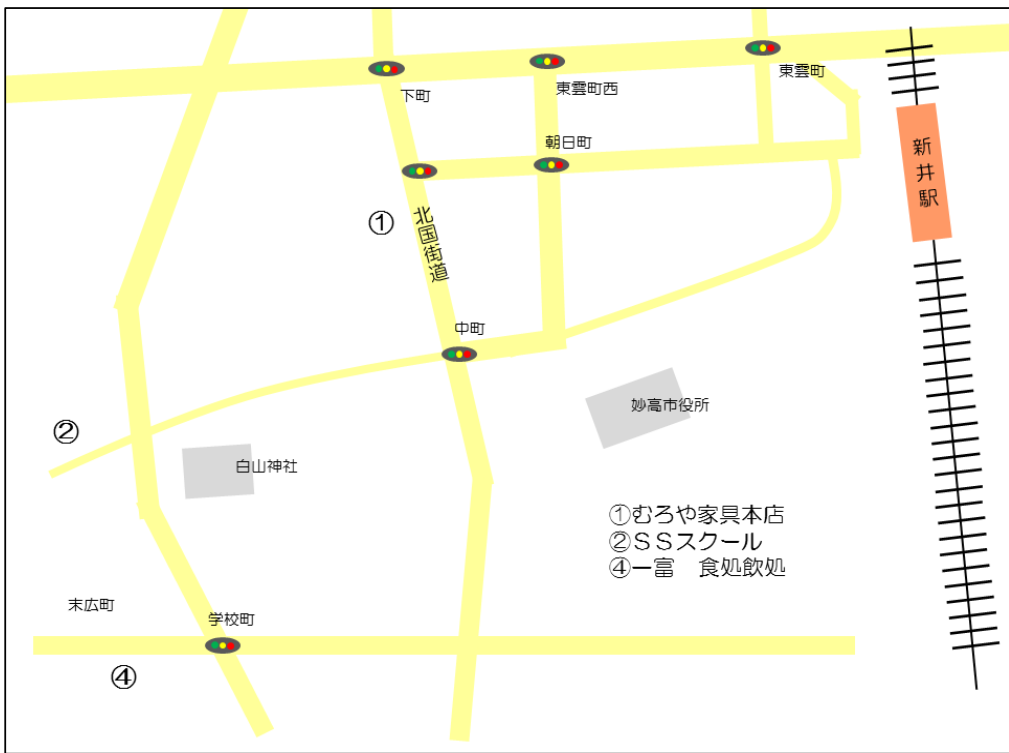 東雲町
下町
東雲町西
朝日町
新井駅
①
北国街道
中町
妙高市役所
②
白山神社
①むろや家具本店
②ＳＳスクール
④一富　食処飲処
末広町
学校町
④